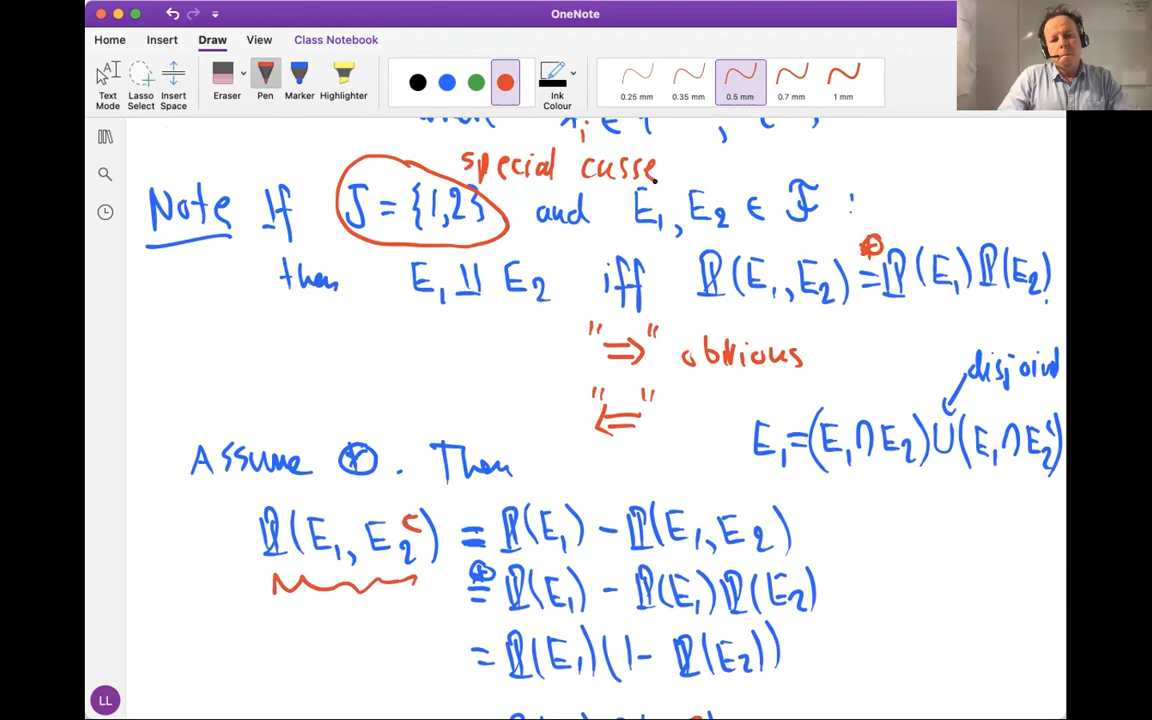 OneNote
Home Insert Draw View Class Notebook
Text Mode
Lasso Select
Insert Space
Eraser
Pen
Marker
Highlighter
Ink Colour
0.25 mm
0.35 mm
0.5 mm
0.7 mm
1 mm
special casse
Note If J = {1,2} and E₁, E₂ ∈ ℱ :
then E₁ ⫫ E₂ iff ℙ(E₁, E₂) =⊛ ℙ(E₁) ℙ(E₂).
"⇒" obvious
disjoint
"⇐"
E₁ = (E₁ ∩ E₂) ∪ (E₁ ∩ E₂ᶜ)
Assume ⊛. Then
ℙ(E₁, E₂ᶜ) = ℙ(E₁) − ℙ(E₁, E₂)
=⊛ ℙ(E₁) − ℙ(E₁) ℙ(E₂)
= ℙ(E₁)(1 − ℙ(E₂))
LL